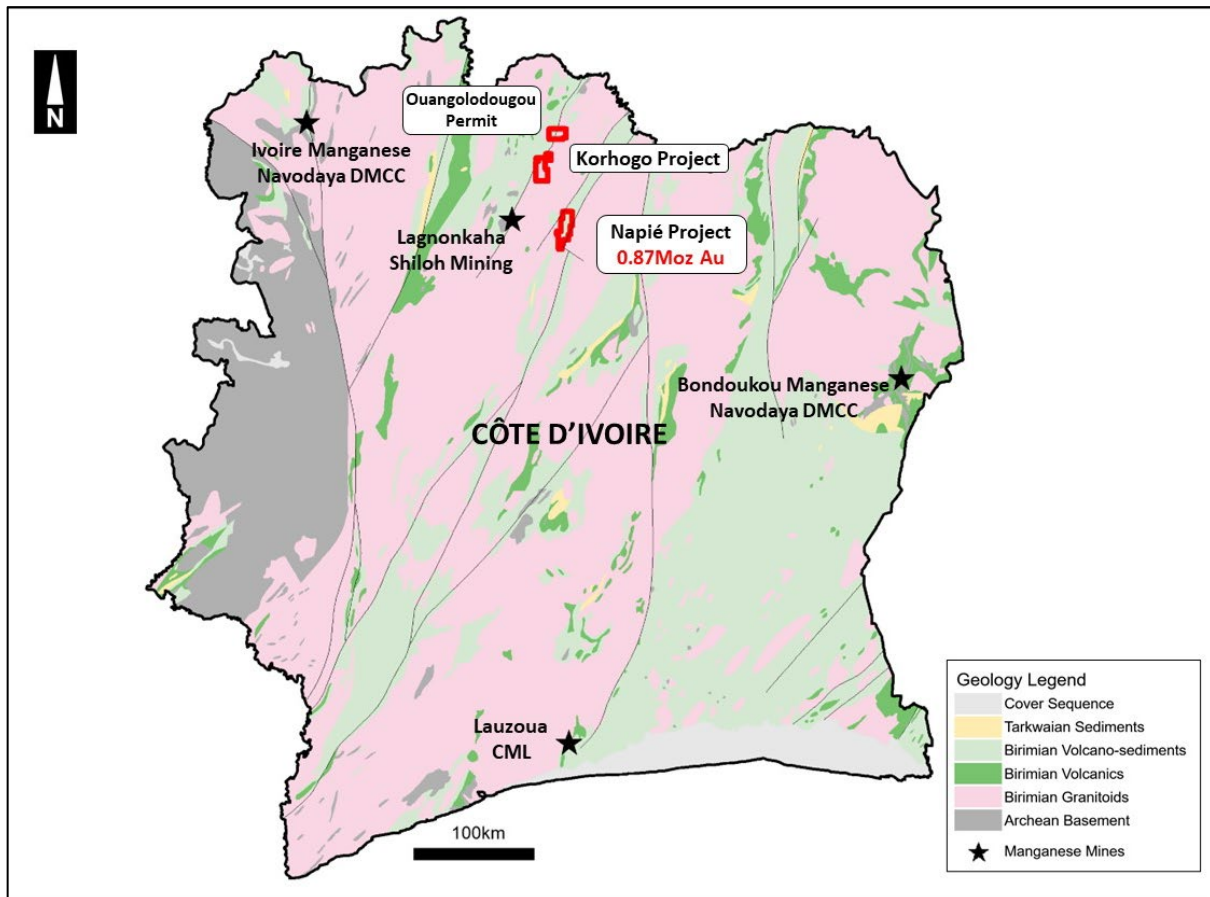 N
Ouangolodougou
Permit
Ivoire Manganese
Navodaya DMCC
Korhogo Project
Lagnonkaha
Shiloh Mining
Napié Project
0.87Moz Au
Bondoukou Manganese
Navodaya DMCC
CÔTE D’IVOIRE
Lauzoua
CML
100km
Geology Legend
Cover Sequence
Tarkwaian Sediments
Birimian Volcano-sediments
Birimian Volcanics
Birimian Granitoids
Archean Basement
Manganese Mines